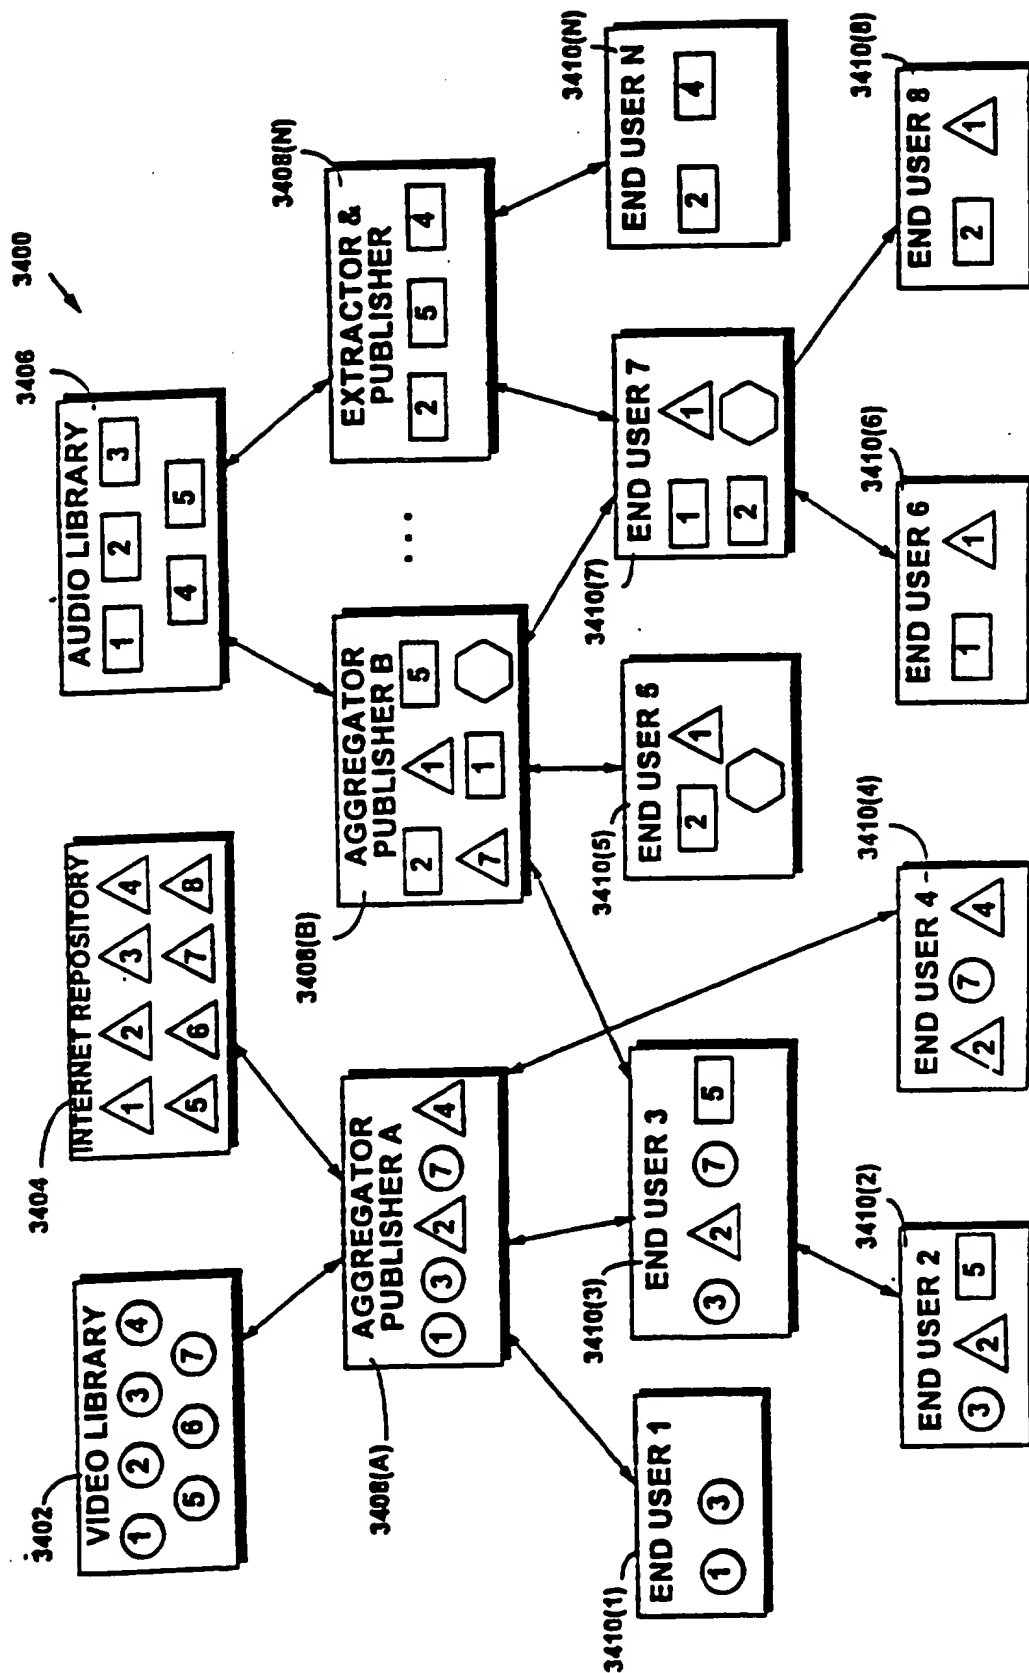 3400
3402
VIDEO LIBRARY
1 2 3 4
5 6 7
3404
INTERNET REPOSITORY
1 2 3 4
5 6 7 8
3406
AUDIO LIBRARY
1 2 3
4 5
3408(A)
AGGREGATOR
PUBLISHER A
1 3 2 7 4
3408(B)
AGGREGATOR
PUBLISHER B
2 1 5
7 1
...
3408(N)
EXTRACTOR &
PUBLISHER
2 5 4
3410(1)
END USER 1
1 3
3410(3)
END USER 3
3 2 7 5
3410(5)
END USER 5
2 1
3410(7)
END USER 7
1 1
2
3410(N)
END USER N
2 4
3410(2)
END USER 2
3 2 5
3410(4)
END USER 4
2 7 4
3410(6)
END USER 6
1 1
3410(8)
END USER 8
2 1